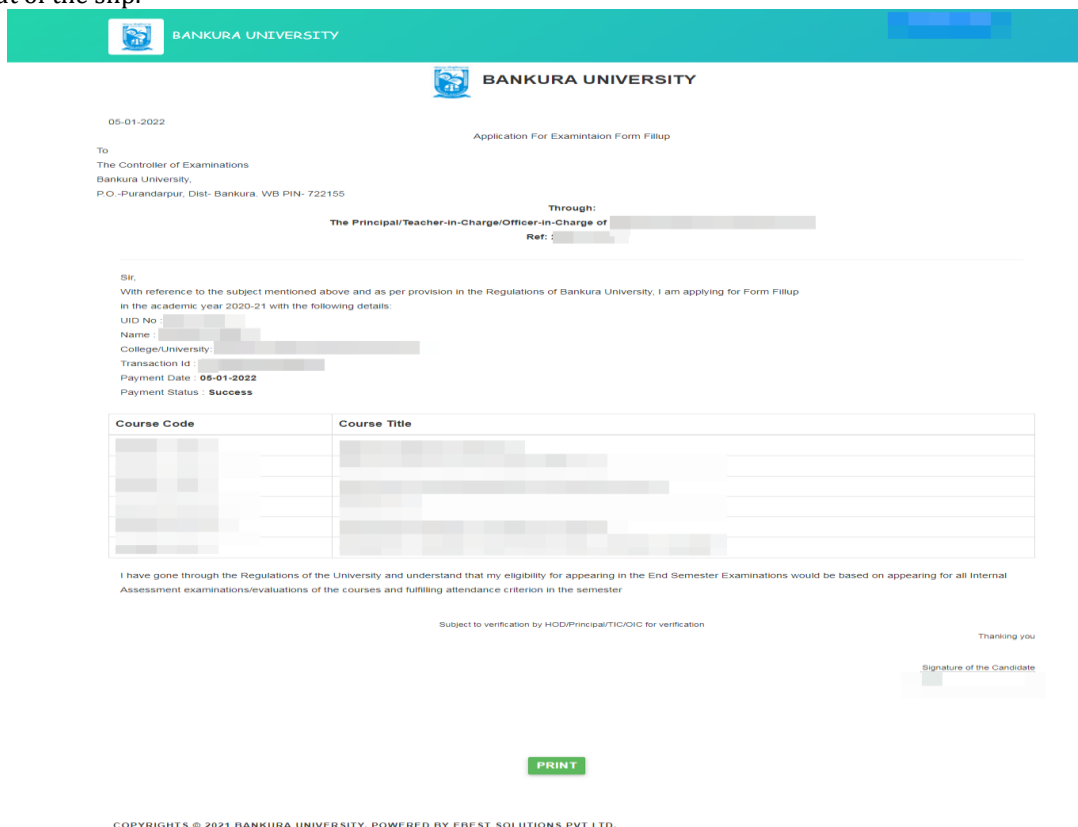 at of the slip.
BANKURA UNIVERSITY
BANKURA UNIVERSITY
05-01-2022
Application For Examintaion Form Fillup
To
The Controller of Examinations
Bankura University,
P.O.-Purandarpur, Dist- Bankura. WB PIN- 722155
Through:
The Principal/Teacher-in-Charge/Officer-in-Charge of
Ref: :
Sir,
With reference to the subject mentioned above and as per provision in the Regulations of Bankura University, I am applying for Form Fillup
in the academic year 2020-21 with the following details:
UID No :
Name :
College/University:
Transaction Id :
Payment Date : 05-01-2022
Payment Status : Success
Course Code Course Title
I have gone through the Regulations of the University and understand that my eligibility for appearing in the End Semester Examinations would be based on appearing for all Internal
Assessment examinations/evaluations of the courses and fulfilling attendance criterion in the semester
Subject to verification by HOD/Principal/TIC/OIC for verification
Thanking you
Signature of the Candidate
PRINT
COPYRIGHTS © 2021 BANKURA UNIVERSITY. POWERED BY EBEST SOLUTIONS PVT LTD.